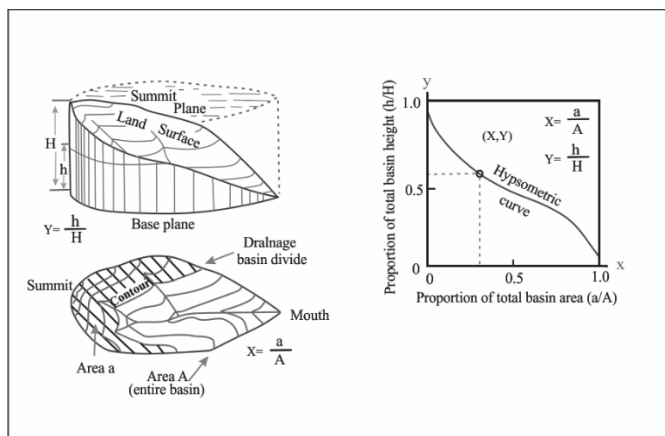 Summit
Plane
Land Surface
H
h
Base plane
Y= h/H
Dralnage
basin divide
Summit
Contour
Mouth
Area a
X= a/A
Area A
(entire basin)
y
Proportion of total basin height (h/H)
1.0
0.5
0
(X,Y)
X= a/A
Y= h/H
Hypsometric
curve
0
0.5
1.0
x
Proportion of total basin area (a/A)